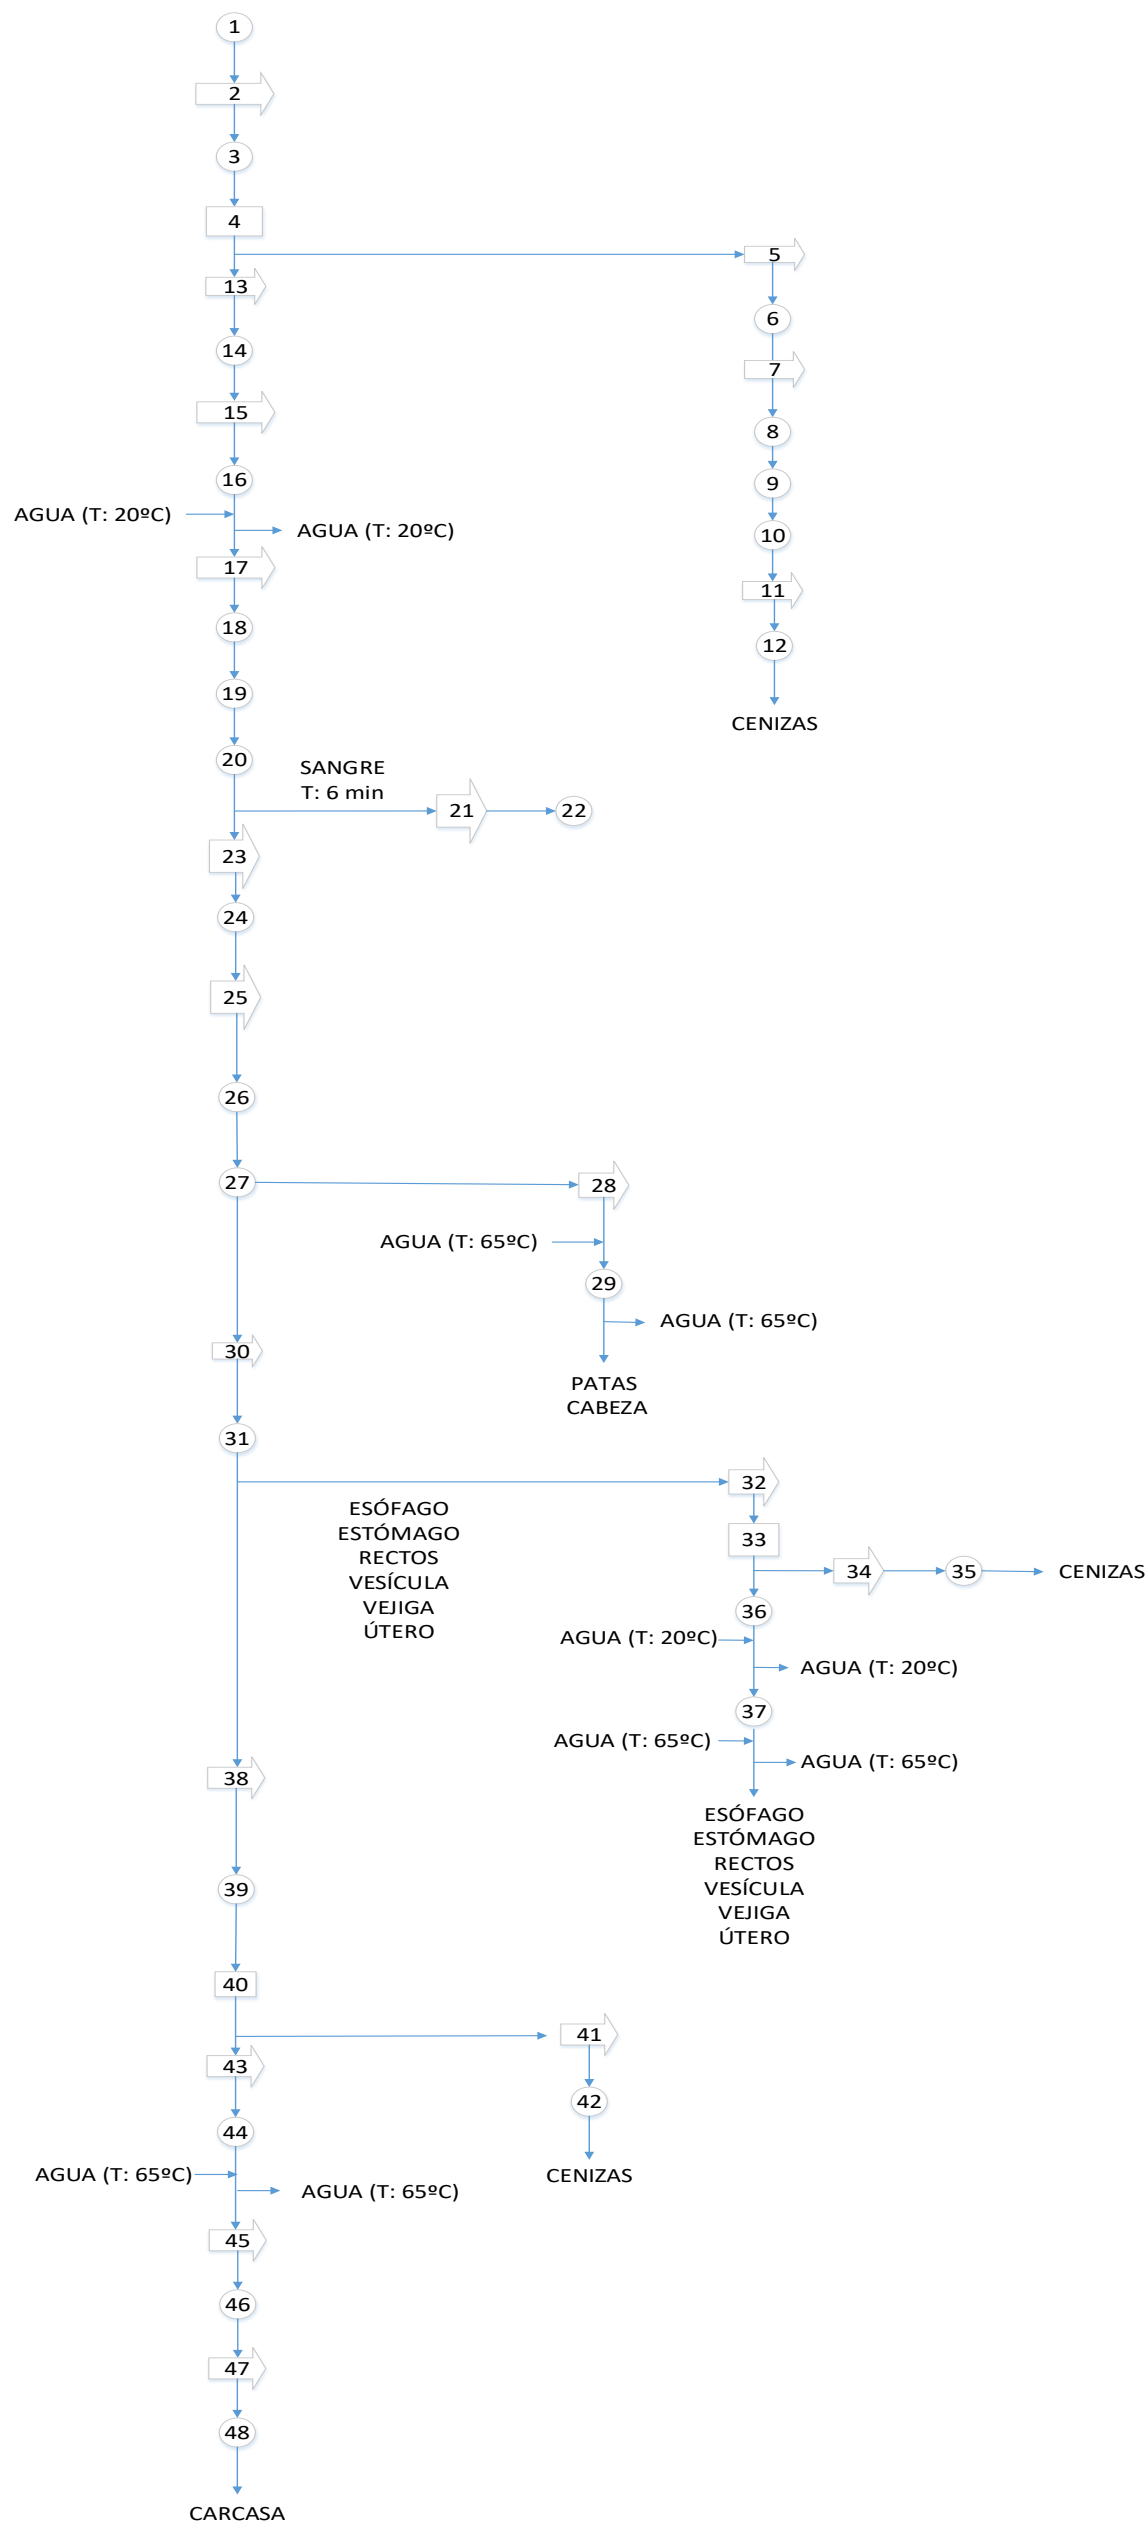 1
2
3
4
5
13
6
14
7
15
8
16
9
AGUA (T: 20ºC)
AGUA (T: 20ºC)
10
17
11
18
12
19
CENIZAS
20
SANGRE
T: 6 min
21
22
23
24
25
26
27
28
AGUA (T: 65ºC)
29
AGUA (T: 65ºC)
30
PATAS
CABEZA
31
32
ESÓFAGO
ESTÓMAGO
RECTOS
VESÍCULA
VEJIGA
ÚTERO
33
34
35
CENIZAS
36
AGUA (T: 20ºC)
AGUA (T: 20ºC)
37
AGUA (T: 65ºC)
AGUA (T: 65ºC)
38
ESÓFAGO
ESTÓMAGO
RECTOS
VESÍCULA
VEJIGA
ÚTERO
39
40
41
43
42
44
AGUA (T: 65ºC)
CENIZAS
AGUA (T: 65ºC)
45
46
47
48
CARCASA